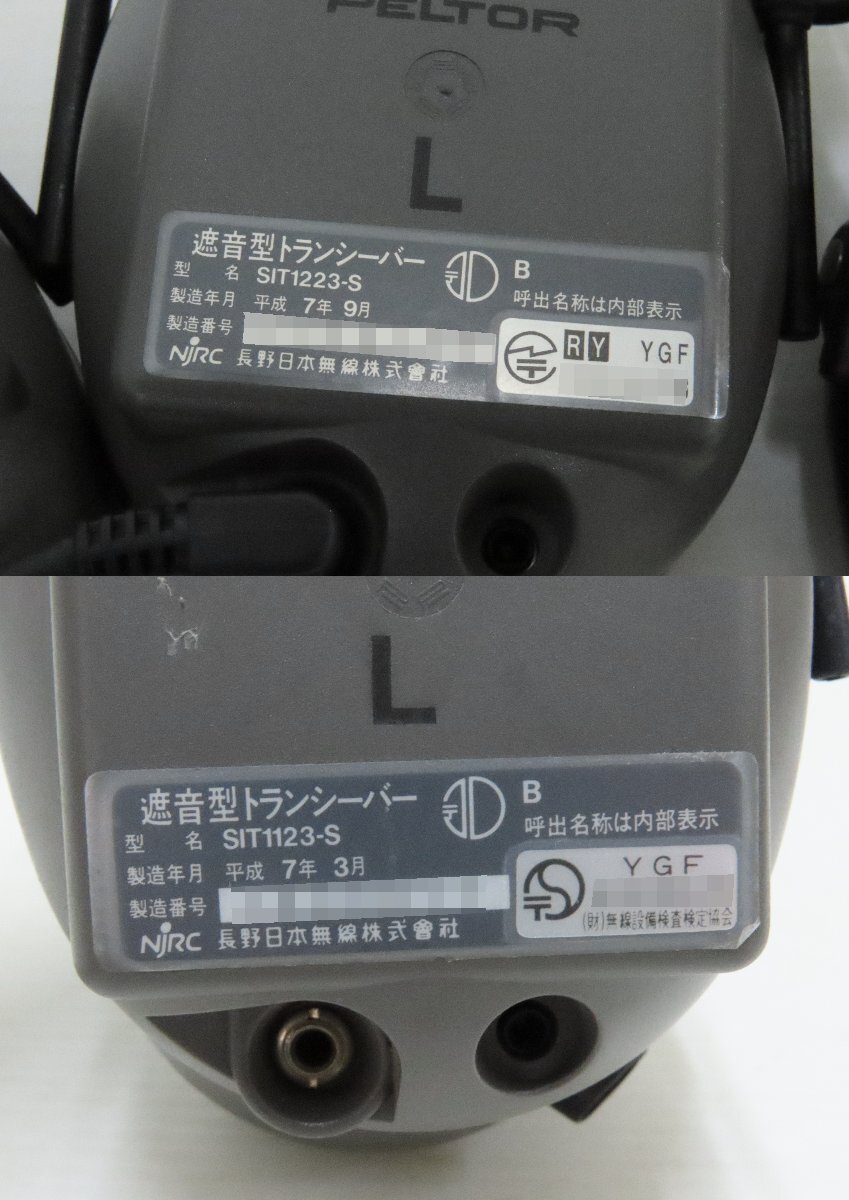 PELTOR
L
遮音型トランシーバー
型 名 SIT1223-S
製造年月 平成 7年 9月
製造番号
NJRC 長野日本無線株式會社
B
呼出名称は内部表示
R Y YGF
L
遮音型トランシーバー
型 名 SIT1123-S
製造年月 平成 7年 3月
製造番号
NJRC 長野日本無線株式會社
B
呼出名称は内部表示
YGF
(財)無線設備検査検定協会